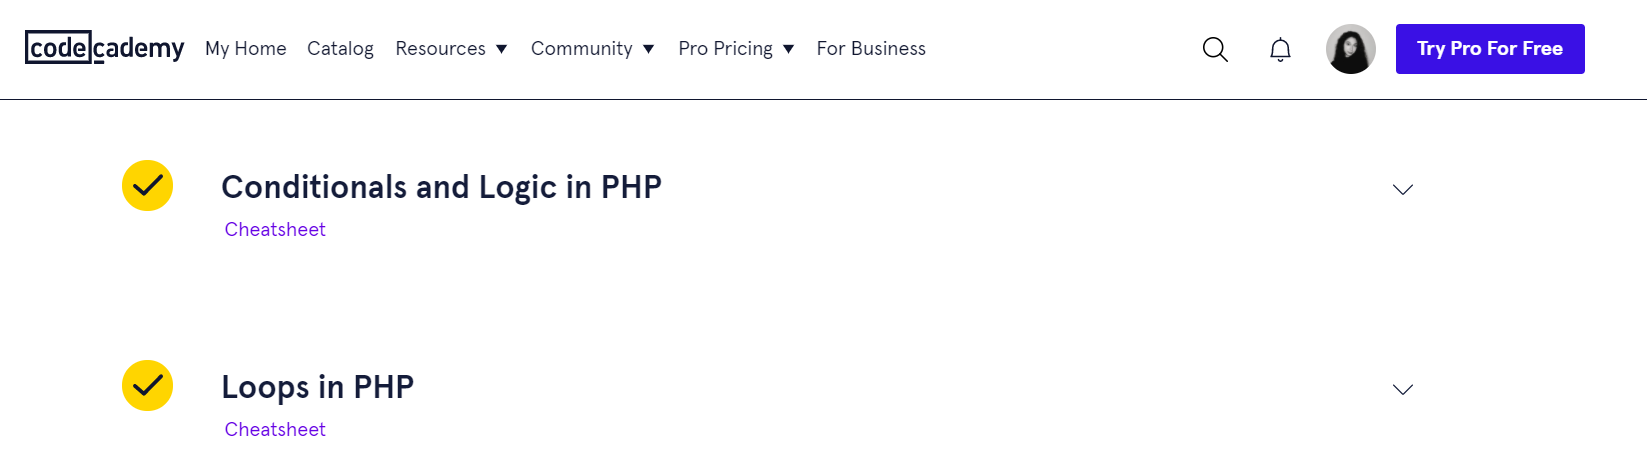 codecademy My Home Catalog Resources Community Pro Pricing For Business Try Pro For Free
Conditionals and Logic in PHP
Cheatsheet
Loops in PHP
Cheatsheet